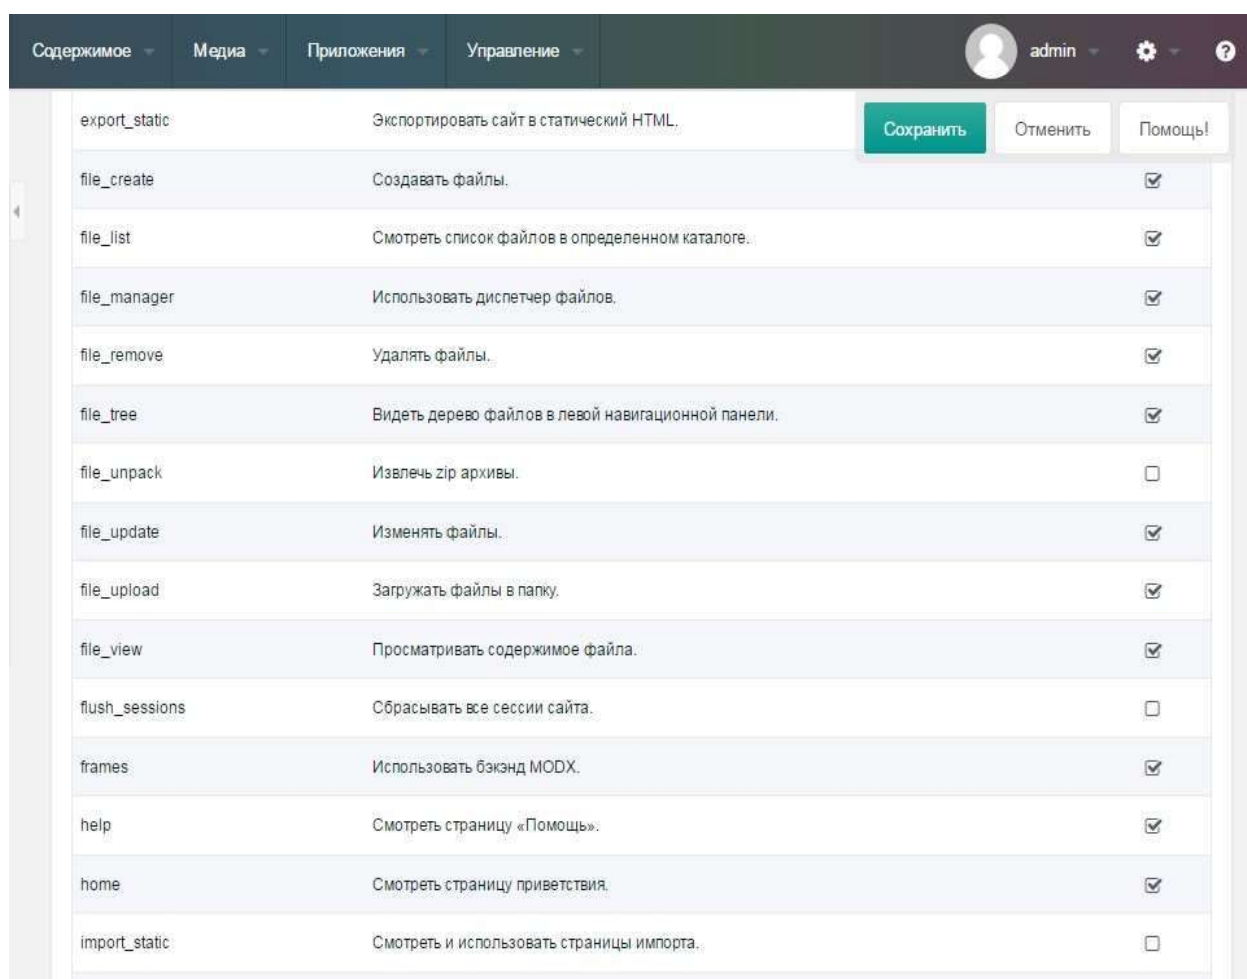 Содержимое Медиа Приложения Управление admin
export_static Экспортировать сайт в статический HTML. Сохранить Отменить Помощь!
file_create Создавать файлы.
file_list Смотреть список файлов в определенном каталоге.
file_manager Использовать диспетчер файлов.
file_remove Удалять файлы.
file_tree Видеть дерево файлов в левой навигационной панели.
file_unpack Извлечь zip архивы.
file_update Изменять файлы.
file_upload Загружать файлы в папку.
file_view Просматривать содержимое файла.
flush_sessions Сбрасывать все сессии сайта.
frames Использовать бэкэнд MODX.
help Смотреть страницу «Помощь».
home Смотреть страницу приветствия.
import_static Смотреть и использовать страницы импорта.